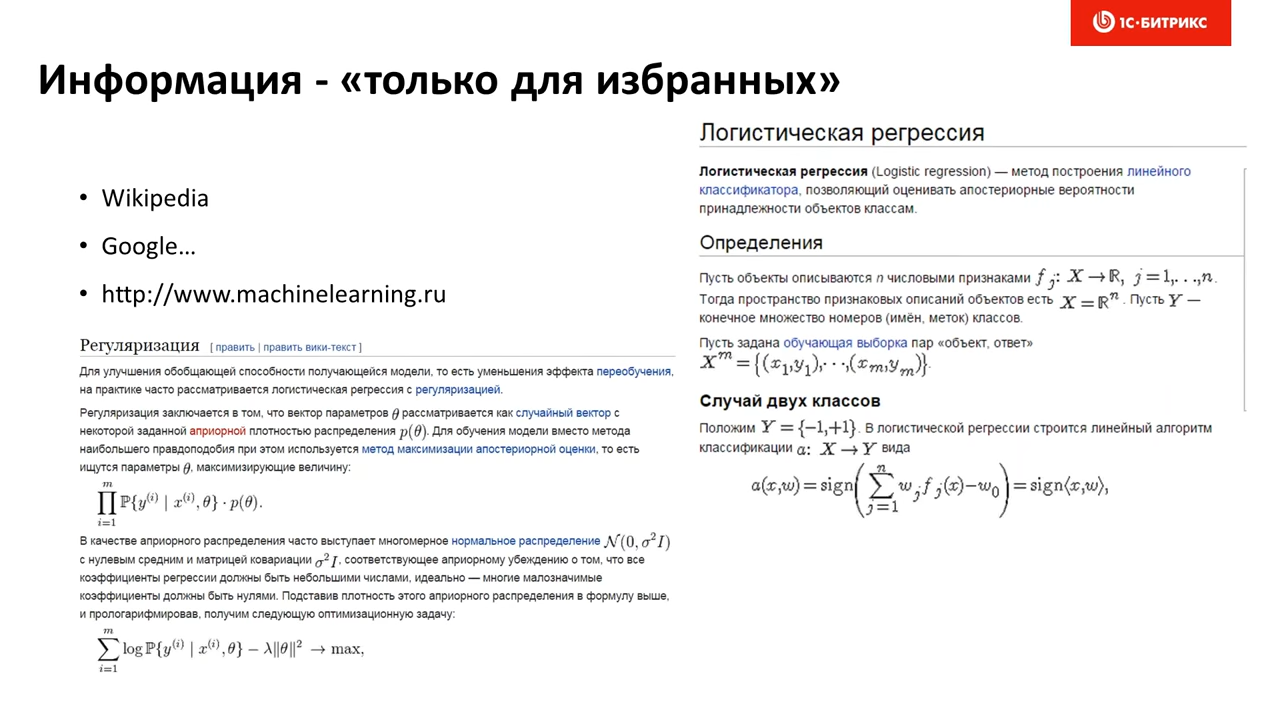 1С·БИТРИКС
Информация - «только для избранных»
• Wikipedia
• Google...
• http://www.machinelearning.ru
Регуляризация [ править | править вики-текст ]
Для улучшения обобщающей способности получающейся модели, то есть уменьшения эффекта переобучения,
на практике часто рассматривается логистическая регрессия с регуляризацией.
Регуляризация заключается в том, что вектор параметров θ рассматривается как случайный вектор с
некоторой заданной априорной плотностью распределения p(θ). Для обучения модели вместо метода
наибольшего правдоподобия при этом используется метод максимизации апостериорной оценки, то есть
ищутся параметры θ, максимизирующие величину:
∏_{i=1}^{m} ℙ{y^{(i)} | x^{(i)}, θ} · p(θ).
В качестве априорного распределения часто выступает многомерное нормальное распределение 𝒩(0, σ²I)
с нулевым средним и матрицей ковариации σ²I, соответствующее априорному убеждению о том, что все
коэффициенты регрессии должны быть небольшими числами, идеально — многие малозначимые
коэффициенты должны быть нулями. Подставив плотность этого априорного распределения в формулу выше,
и прологарифмировав, получим следующую оптимизационную задачу:
∑_{i=1}^{m} log ℙ{y^{(i)} | x^{(i)}, θ} − λ‖θ‖² → max,
Логистическая регрессия
Логистическая регрессия (Logistic regression) — метод построения линейного
классификатора, позволяющий оценивать апостериорные вероятности
принадлежности объектов классам.
Определения
Пусть объекты описываются n числовыми признаками f_j: X → ℝ, j = 1,...,n.
Тогда пространство признаковых описаний объектов есть X = ℝⁿ. Пусть Y —
конечное множество номеров (имён, меток) классов.
Пусть задана обучающая выборка пар «объект, ответ»
X^m = {(x₁,y₁),···,(x_m,y_m)}.
Случай двух классов
Положим Y = {−1,+1}. В логистической регрессии строится линейный алгоритм
классификации a: X → Y вида
a(x,w) = sign(∑_{j=1}^{n} w_j f_j(x) − w₀) = sign⟨x,w⟩,